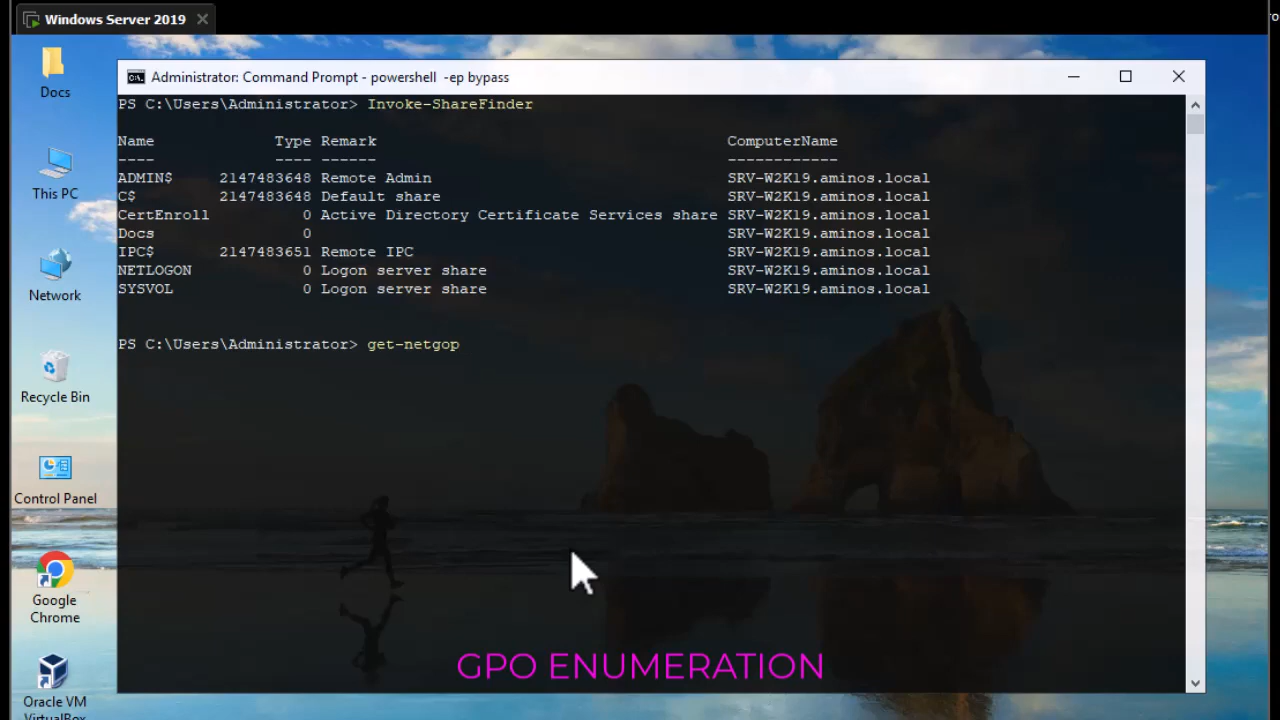 Windows Server 2019
Docs
This PC
Network
Recycle Bin
Control Panel
Google
Chrome
Oracle VM
VirtualBox
Administrator: Command Prompt - powershell  -ep bypass
PS C:\Users\Administrator> Invoke-ShareFinder
Name Type Remark ComputerName
---- ---- ------ ------------
ADMIN$ 2147483648 Remote Admin SRV-W2K19.aminos.local
C$ 2147483648 Default share SRV-W2K19.aminos.local
CertEnroll 0 Active Directory Certificate Services share SRV-W2K19.aminos.local
Docs 0 SRV-W2K19.aminos.local
IPC$ 2147483651 Remote IPC SRV-W2K19.aminos.local
NETLOGON 0 Logon server share SRV-W2K19.aminos.local
SYSVOL 0 Logon server share SRV-W2K19.aminos.local
PS C:\Users\Administrator> get-netgop
GPO ENUMERATION